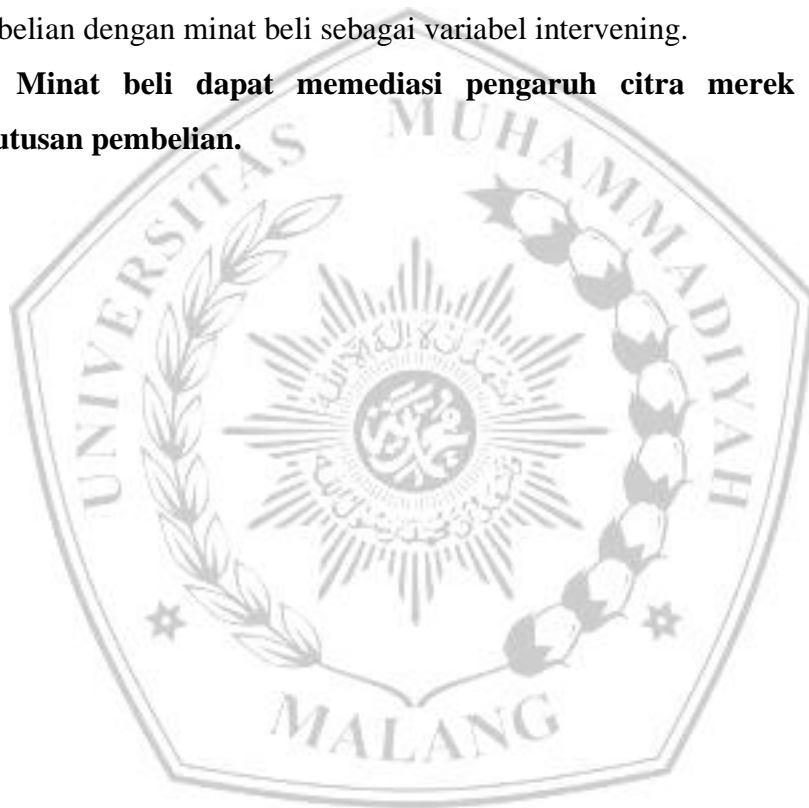 belian dengan minat beli sebagai variabel intervening.
Minat beli dapat memediasi pengaruh citra merek
utusan pembelian.
UNIVERSITAS MUHAMMADIYAH
MALANG